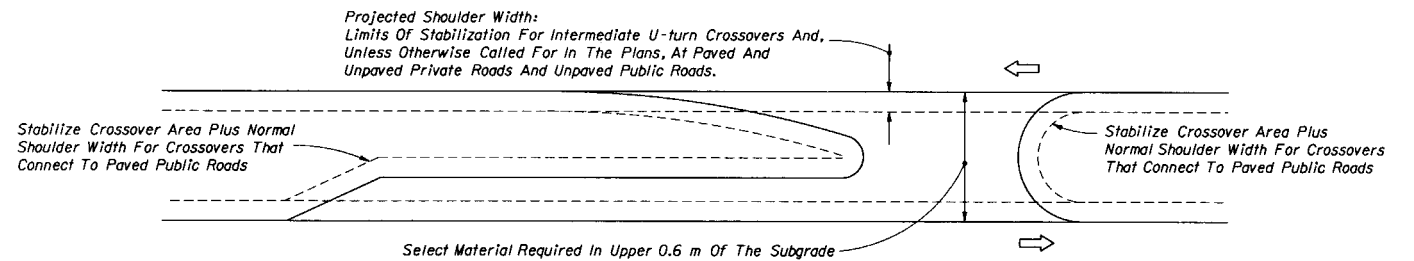 Projected Shoulder Width:
Limits Of Stabilization For Intermediate U-turn Crossovers And,
Unless Otherwise Called For In The Plans, At Paved And
Unpaved Private Roads And Unpaved Public Roads.
Stabilize Crossover Area Plus Normal
Shoulder Width For Crossovers That
Connect To Paved Public Roads
Stabilize Crossover Area Plus
Normal Shoulder Width For Crossovers
That Connect To Paved Public Roads
Select Material Required In Upper 0.6 m Of The Subgrade